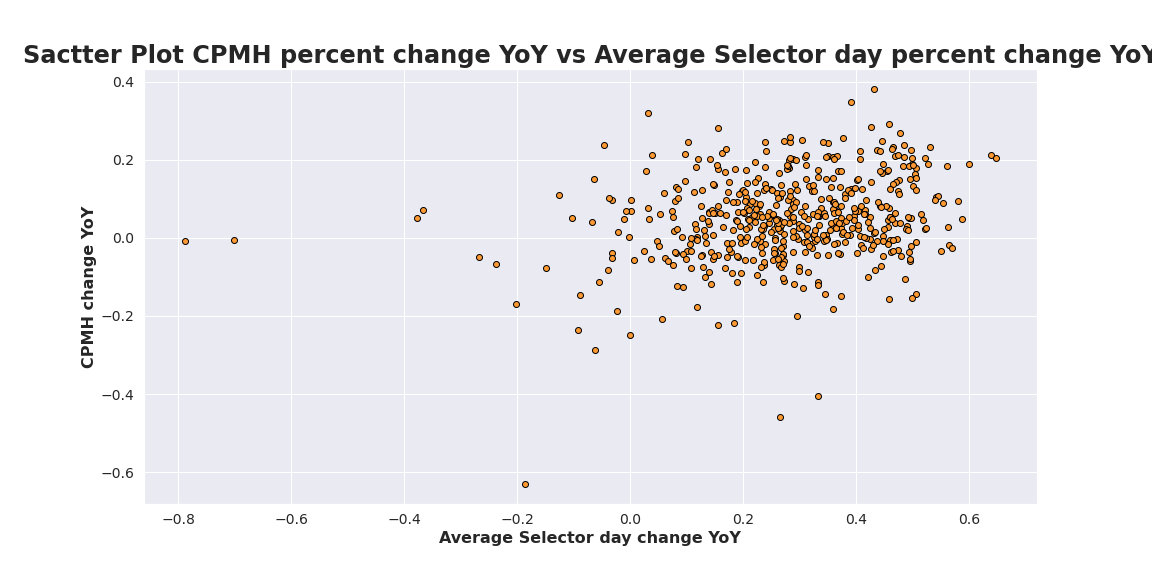 Sactter Plot CPMH percent change YoY vs Average Selector day percent change YoY
0.4
0.2
0.0
−0.2
−0.4
−0.6
CPMH change YoY
−0.8 −0.6 −0.4 −0.2 0.0 0.2 0.4 0.6
Average Selector day change YoY